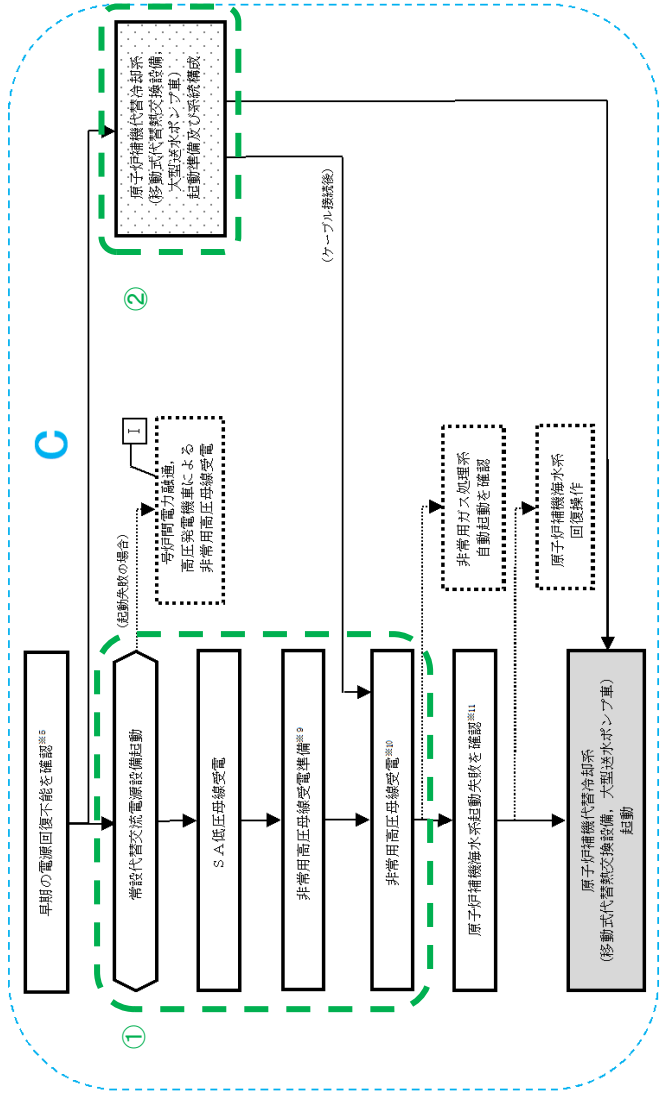 C
早期の電源回復不能を確認※5
①
常設代替交流電源設備起動
(起動失敗の場合)
I
号炉間電力融通,
高圧発電機車による
非常用高圧母線受電
②
原子炉補機代替冷却系
(移動式代替熱交換設備,
大型送水ポンプ車)
起動準備及び系統構成
SA低圧母線受電
非常用高圧母線受電準備※9
(ケーブル接続後)
非常用高圧母線受電※10
非常用ガス処理系
自動起動を確認
原子炉補機海水系起動失敗を確認※11
原子炉補機海水系
回復操作
原子炉補機代替冷却系
(移動式代替熱交換設備, 大型送水ポンプ車)
起動